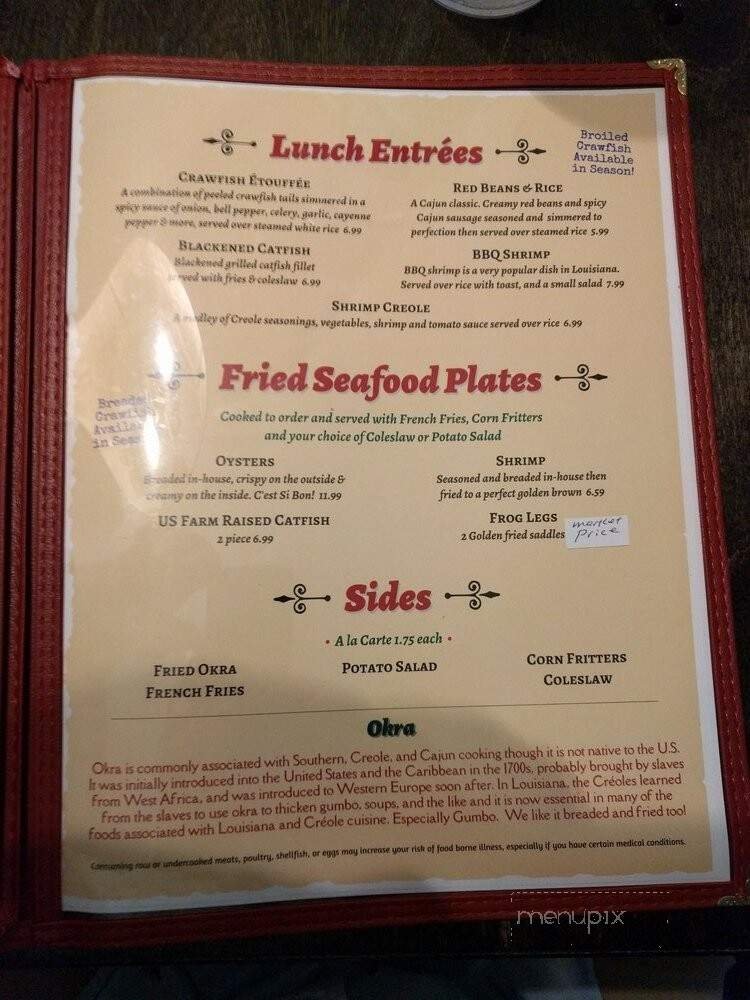 Lunch Entrées
Broiled
Crawfish
Available
in Season!
Crawfish Étouffée
A combination of peeled crawfish tails simmered in a
spicy sauce of onion, bell pepper, celery, garlic, cayenne
pepper & more, served over steamed white rice 6.99
Red Beans & Rice
A Cajun classic. Creamy red beans and spicy
Cajun sausage seasoned and simmered to
perfection then served over steamed rice 5.99
Blackened Catfish
Blackened grilled catfish fillet
served with fries & coleslaw 6.99
BBQ Shrimp
BBQ shrimp is a very popular dish in Louisiana.
Served over rice with toast, and a small salad 7.99
Shrimp Creole
A medley of Creole seasonings, vegetables, shrimp and tomato sauce served over rice 6.99
Fried Seafood Plates
Breaded
Crawfish
Available
in Season!
Cooked to order and served with French Fries, Corn Fritters
and your choice of Coleslaw or Potato Salad
Oysters
Breaded in-house, crispy on the outside &
creamy on the inside. C'est Si Bon! 11.99
Shrimp
Seasoned and breaded in-house then
fried to a perfect golden brown 6.59
US Farm Raised Catfish
2 piece 6.99
Frog Legs
2 Golden fried saddles
market
Price
Sides
• A la Carte 1.75 each •
Fried Okra
French Fries
Potato Salad
Corn Fritters
Coleslaw
Okra
Okra is commonly associated with Southern, Creole, and Cajun cooking though it is not native to the U.S.
It was initially introduced into the United States and the Caribbean in the 1700s, probably brought by slaves
from West Africa, and was introduced to Western Europe soon after. In Louisiana, the Créoles learned
from the slaves to use okra to thicken gumbo, soups, and the like and it is now essential in many of the
foods associated with Louisiana and Créole cuisine. Especially Gumbo. We like it breaded and fried too!
Consuming raw or undercooked meats, poultry, shellfish, or eggs may increase your risk of food borne illness, especially if you have certain medical conditions.
menupix